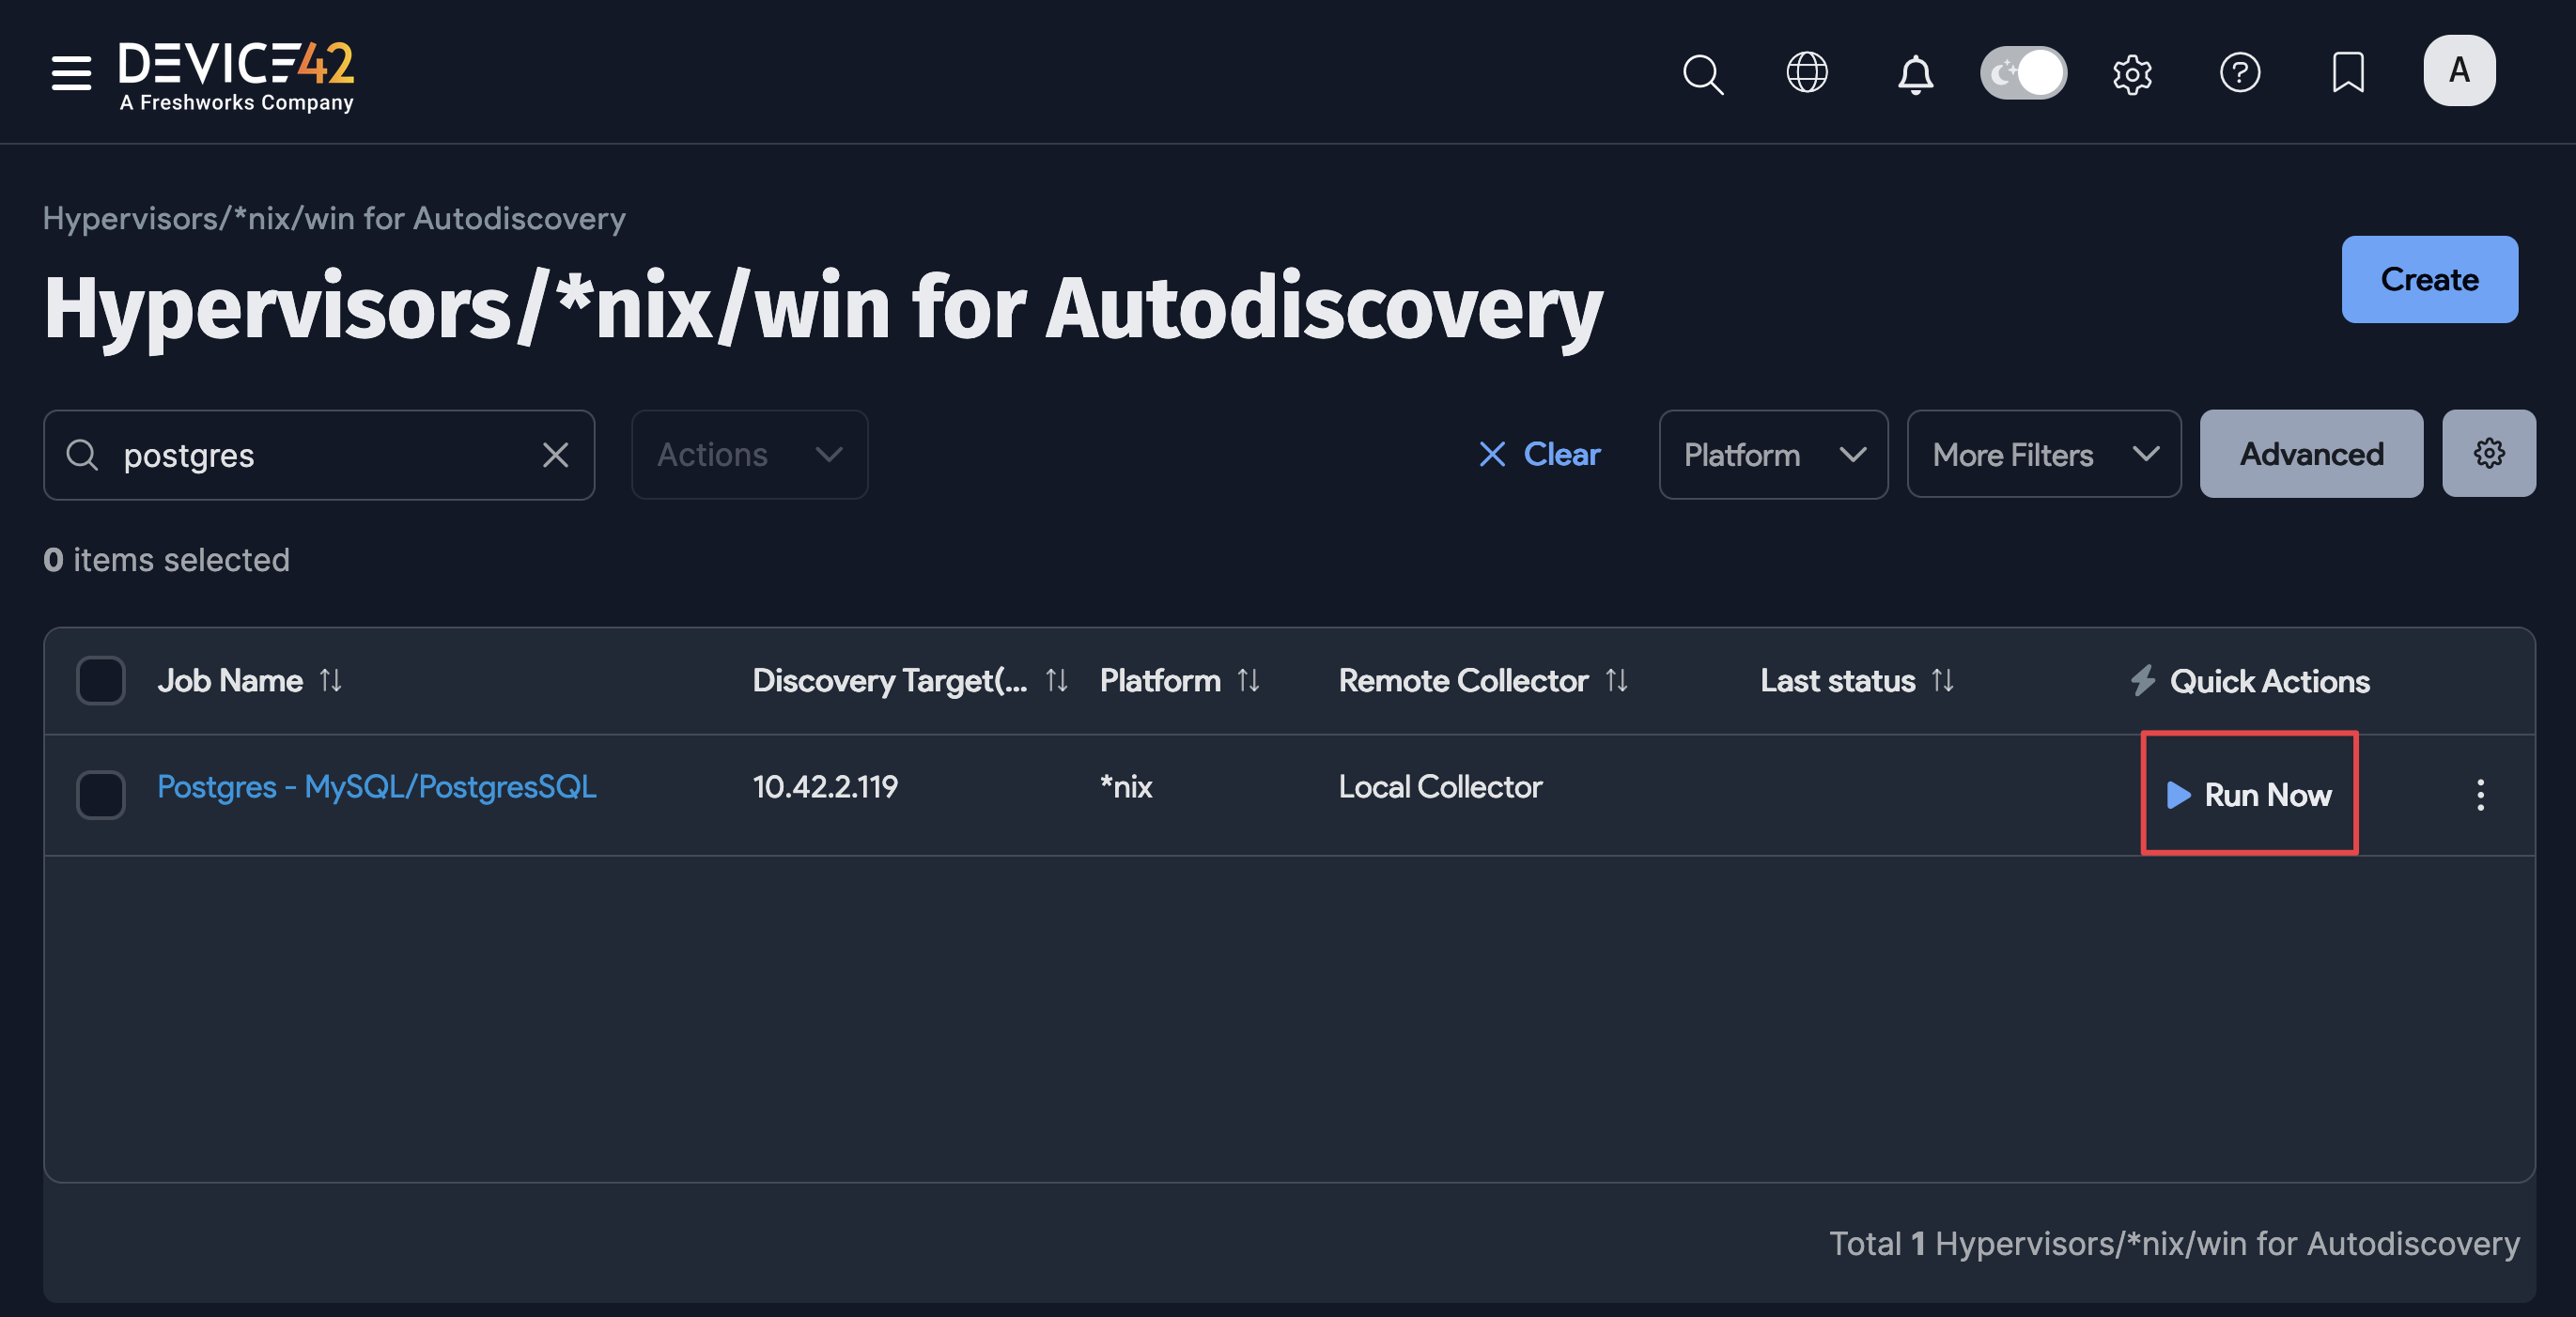 DEVICE42
A Freshworks Company
A
Hypervisors/*nix/win for Autodiscovery
Hypervisors/*nix/win for Autodiscovery
Create
postgres
Actions
Clear
Platform
More Filters
Advanced
0 items selected
Job Name
Discovery Target(...
Platform
Remote Collector
Last status
Quick Actions
Postgres - MySQL/PostgresSQL
10.42.2.119
*nix
Local Collector
Run Now
Total 1 Hypervisors/*nix/win for Autodiscovery